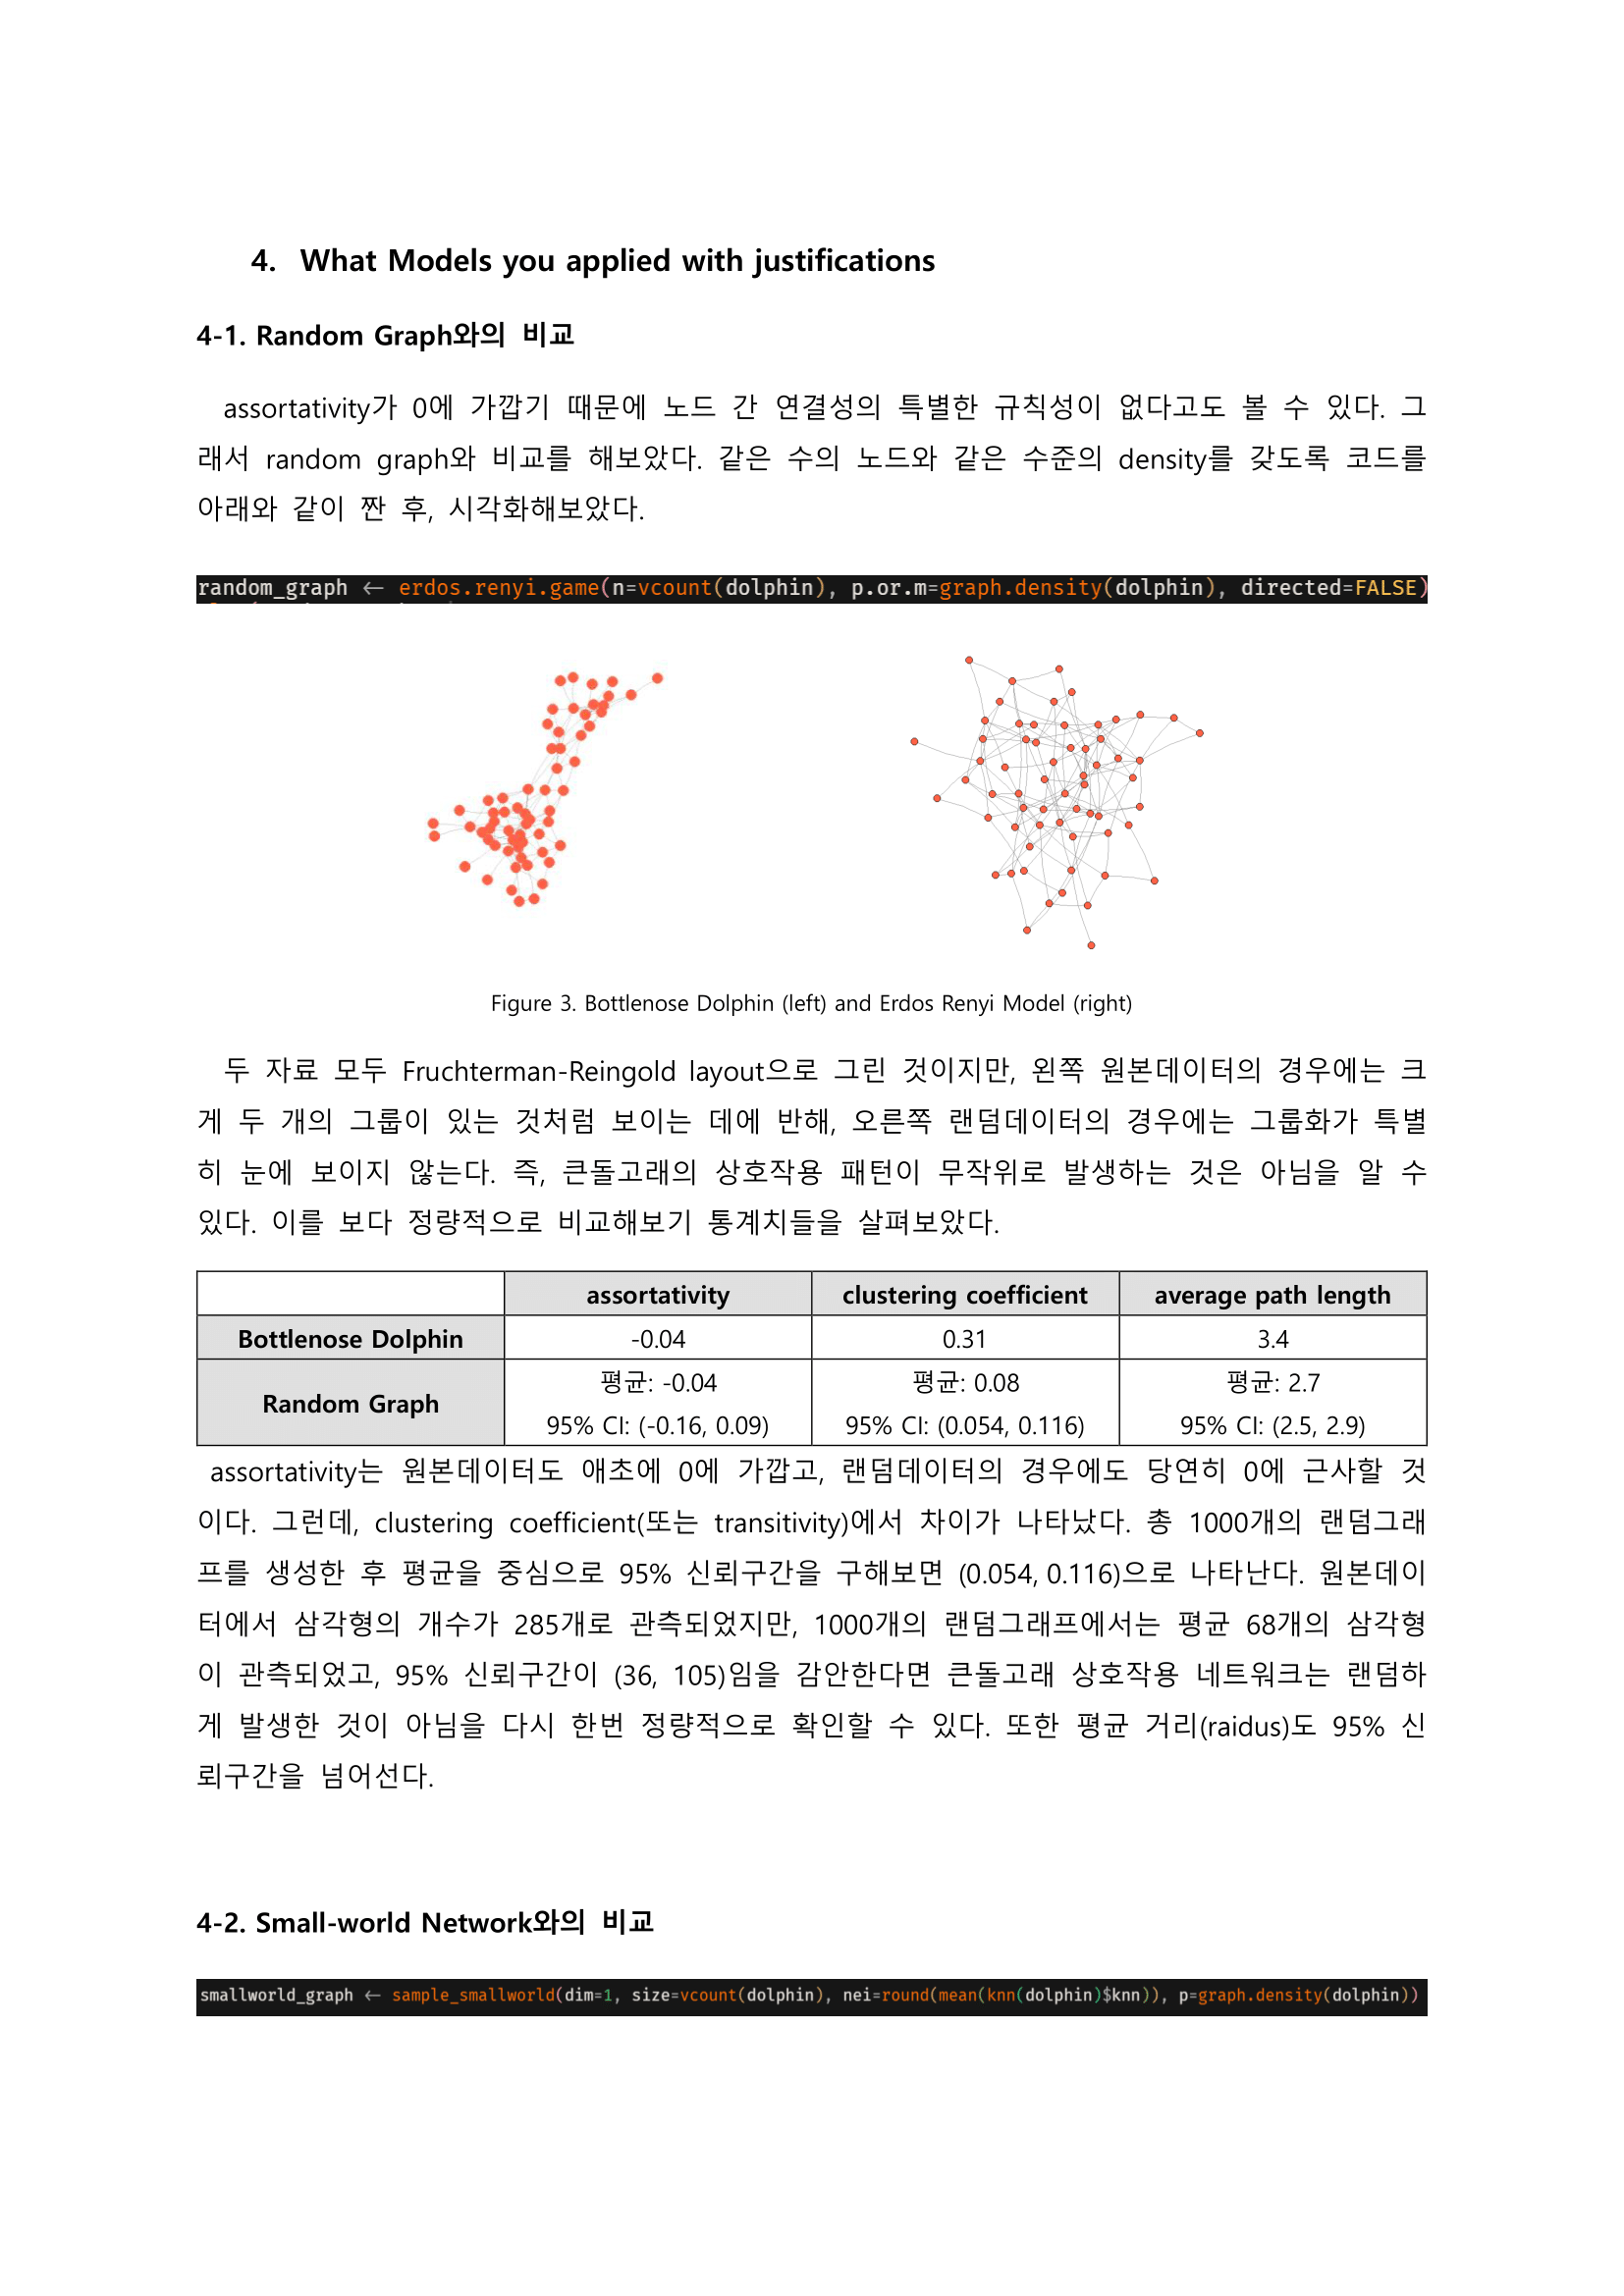 4. What Models you applied with justifications
4-1. Random Graph와의 비교
assortativity가 0에 가깝기 때문에 노드 간 연결성의 특별한 규칙성이 없다고도 볼 수 있다. 그
래서 random graph와 비교를 해보았다. 같은 수의 노드와 같은 수준의 density를 갖도록 코드를
아래와 같이 짠 후, 시각화해보았다.
random_graph ← erdos.renyi.game(n=vcount(dolphin), p.or.m=graph.density(dolphin), directed=FALSE)
Figure 3. Bottlenose Dolphin (left) and Erdos Renyi Model (right)
두 자료 모두 Fruchterman-Reingold layout으로 그린 것이지만, 왼쪽 원본데이터의 경우에는 크
게 두 개의 그룹이 있는 것처럼 보이는 데에 반해, 오른쪽 랜덤데이터의 경우에는 그룹화가 특별
히 눈에 보이지 않는다. 즉, 큰돌고래의 상호작용 패턴이 무작위로 발생하는 것은 아님을 알 수
있다. 이를 보다 정량적으로 비교해보기 통계치들을 살펴보았다.
assortativity clustering coefficient average path length
Bottlenose Dolphin -0.04 0.31 3.4
Random Graph 평균: -0.04 평균: 0.08 평균: 2.7
95% CI: (-0.16, 0.09) 95% CI: (0.054, 0.116) 95% CI: (2.5, 2.9)
assortativity는 원본데이터도 애초에 0에 가깝고, 랜덤데이터의 경우에도 당연히 0에 근사할 것
이다. 그런데, clustering coefficient(또는 transitivity)에서 차이가 나타났다. 총 1000개의 랜덤그래
프를 생성한 후 평균을 중심으로 95% 신뢰구간을 구해보면 (0.054, 0.116)으로 나타난다. 원본데이
터에서 삼각형의 개수가 285개로 관측되었지만, 1000개의 랜덤그래프에서는 평균 68개의 삼각형
이 관측되었고, 95% 신뢰구간이 (36, 105)임을 감안한다면 큰돌고래 상호작용 네트워크는 랜덤하
게 발생한 것이 아님을 다시 한번 정량적으로 확인할 수 있다. 또한 평균 거리(raidus)도 95% 신
뢰구간을 넘어선다.
4-2. Small-world Network와의 비교
smallworld_graph ← sample_smallworld(dim=1, size=vcount(dolphin), nei=round(mean(knn(dolphin)$knn)), p=graph.density(dolphin))